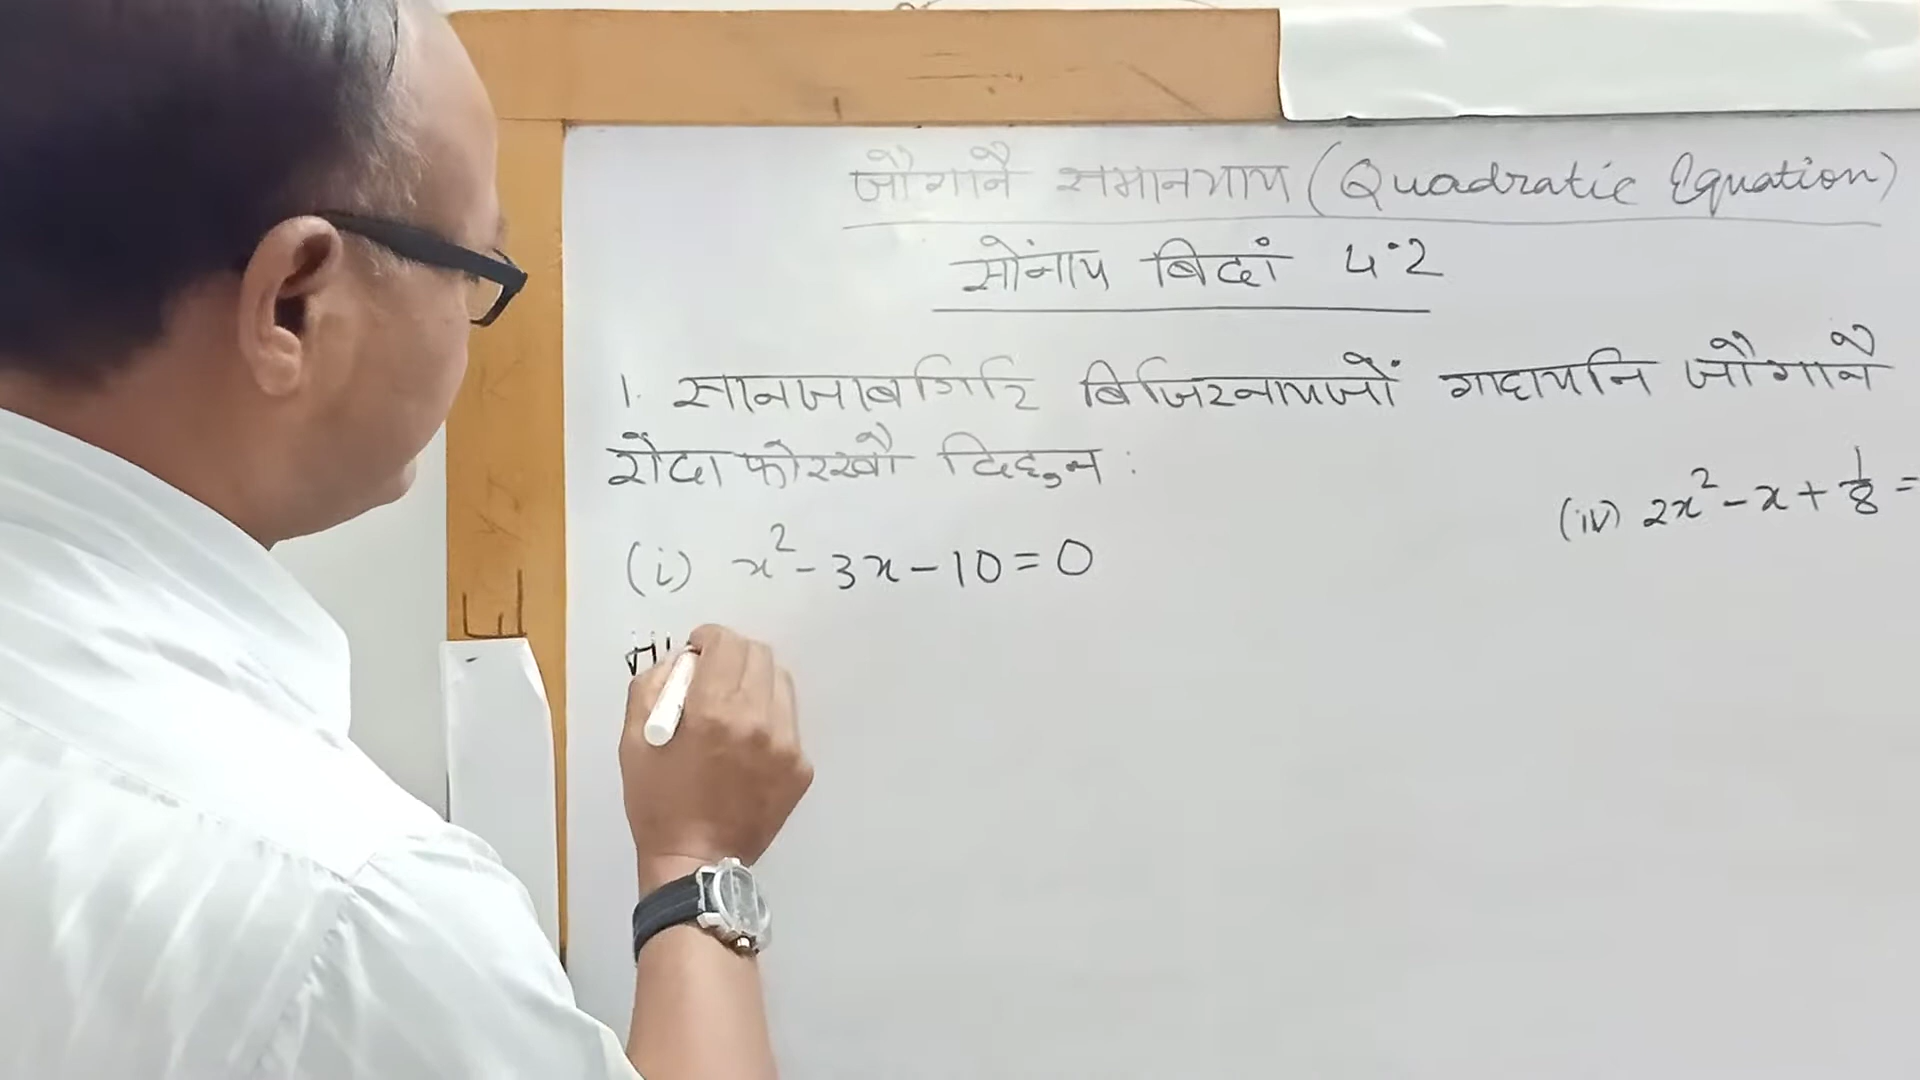 जौगानै समानथाय (Quadratic Equation)
सोंनाय बिदां 4.2
1. सानजाबगिरि बिजिरनायजों गाहायनि जौगानै
रोदा फोरखौ दिहुन :
(i) x² - 3x - 10 = 0
(iv) 2x² - x + 1/8 =